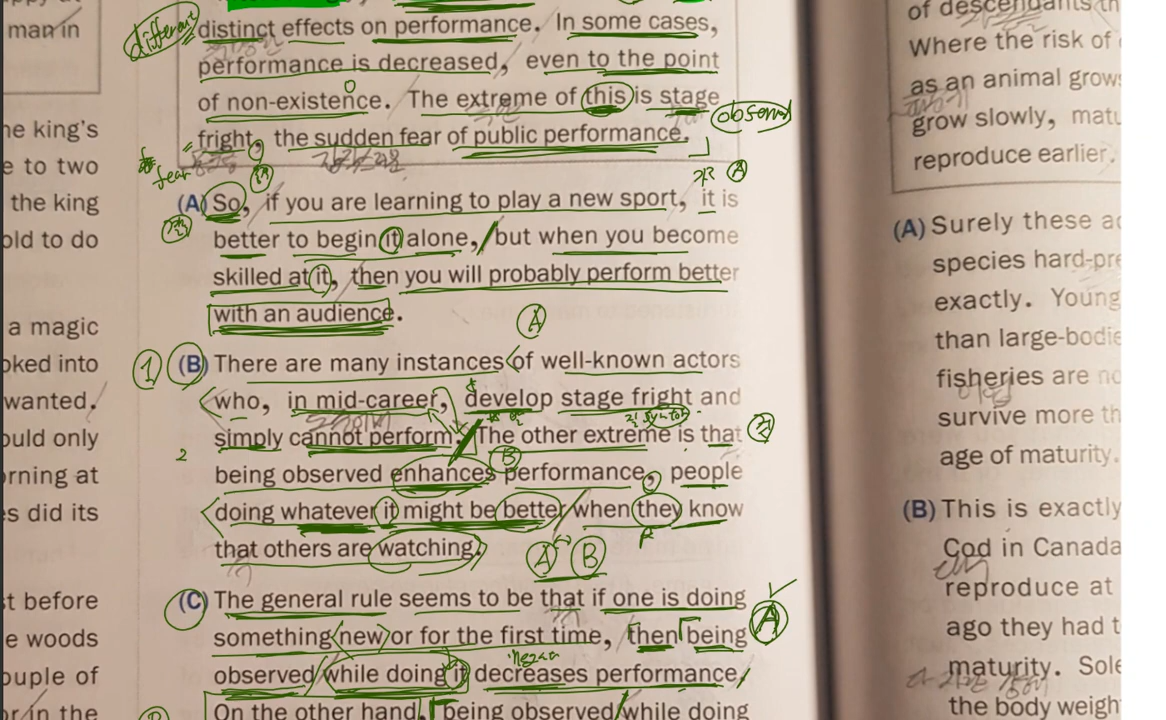 man in
he king's
e to two
the king
old to do
a magic
oked into
wanted.
ould only
rning at
s did its
t before
e woods
ouple of
or in the
different
distinct effects on performance. In some cases,
performance is decreased, even to the point
of non-existence. The extreme of this is stage
fright, the sudden fear of public performance.
observed
fear
(A) So, if you are learning to play a new sport, it is
better to begin it alone, but when you become
skilled at it, then you will probably perform better
with an audience.
A
1
(B) There are many instances of well-known actors
who, in mid-career, develop stage fright and
simply cannot perform. The other extreme is that
being observed enhances performance, people
doing whatever it might be better when they know
that others are watching.
A B
(C) The general rule seems to be that if one is doing
something new or for the first time, then being
observed while doing it decreases performance.
On the other hand, being observed while doing
A
of descendants th
Where the risk of
as an animal grows
grow slowly, matu
reproduce earlier.
(A) Surely these ad
species hard-pre
exactly. Young
than large-bodie
fisheries are no
survive more th
age of maturity.
(B) This is exactly
Cod in Canada
reproduce at
ago they had t
maturity. Sole
the body weigh